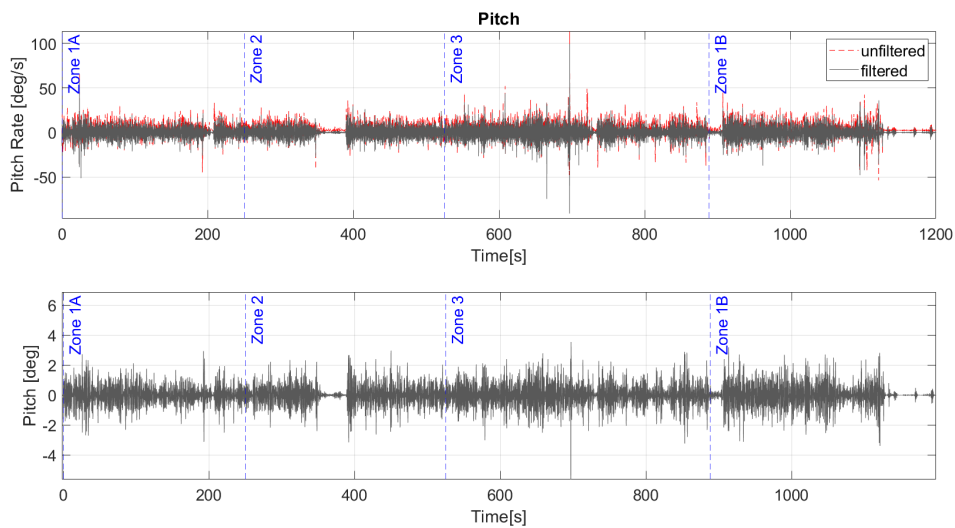 Pitch
Pitch Rate [deg/s]
100
50
0
-50
Zone 1A
Zone 2
Zone 3
Zone 1B
unfiltered
filtered
0
200
400
600
800
1000
1200
Time[s]
Pitch [deg]
6
4
2
0
-2
-4
Zone 1A
Zone 2
Zone 3
Zone 1B
0
200
400
600
800
1000
Time[s]